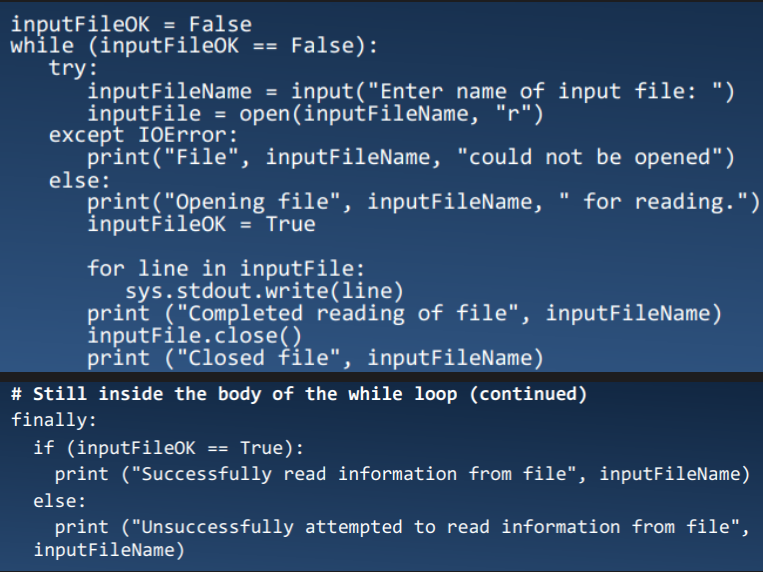 inputFileOK = False
while (inputFileOK == False):
try:
inputFileName = input("Enter name of input file: ")
inputFile = open(inputFileName, "r")
except IOError:
print("File", inputFileName, "could not be opened")
else:
print("Opening file", inputFileName, " for reading.")
inputFileOK = True
for line in inputFile:
sys.stdout.write(line)
print ("Completed reading of file", inputFileName)
inputFile.close()
print ("Closed file", inputFileName)
# Still inside the body of the while loop (continued)
finally:
if (inputFileOK == True):
print ("Successfully read information from file", inputFileName)
else:
print ("Unsuccessfully attempted to read information from file",
inputFileName)